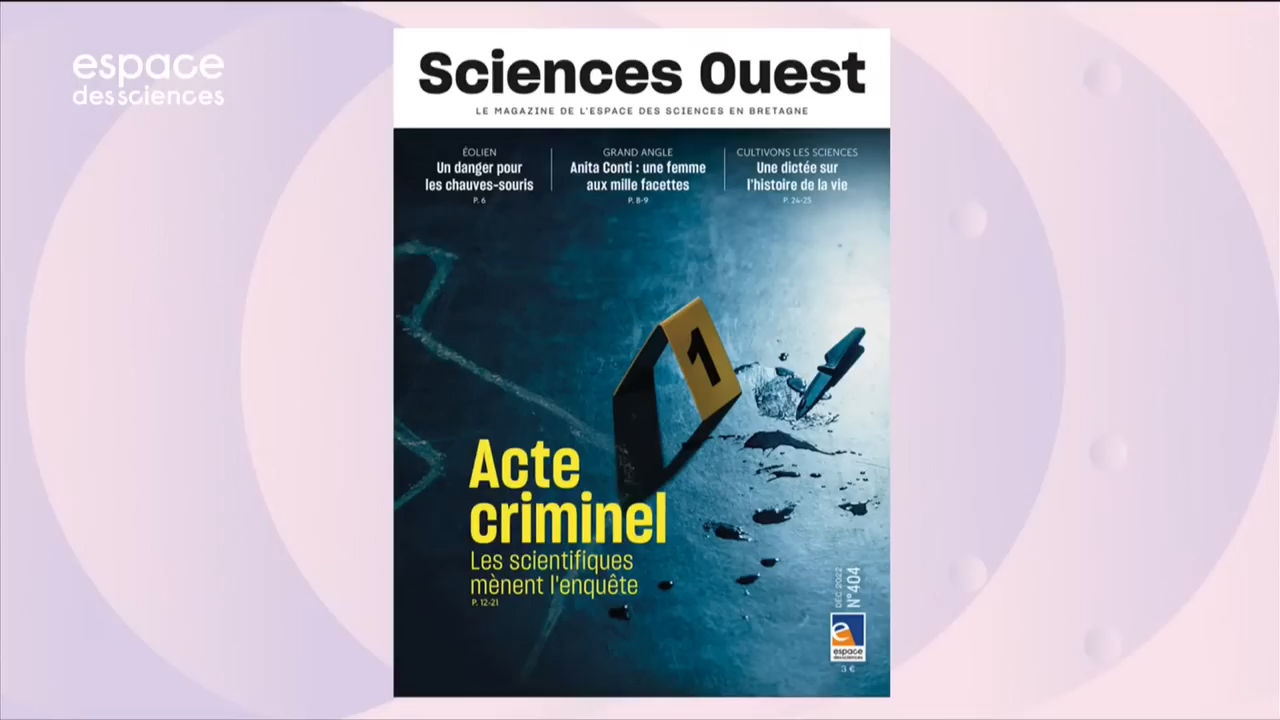 espace
des sciences
Sciences Ouest
LE MAGAZINE DE L'ESPACE DES SCIENCES EN BRETAGNE
ÉOLIEN
Un danger pour
les chauves-souris
P. 6
GRAND ANGLE
Anita Conti : une femme
aux mille facettes
P. 8-9
CULTIVONS LES SCIENCES
Une dictée sur
l'histoire de la vie
P. 24-25
1
Acte
criminel
Les scientifiques
mènent l'enquête
P. 12-21
DÉC 2022
N°404
e
espace
des sciences
3 €